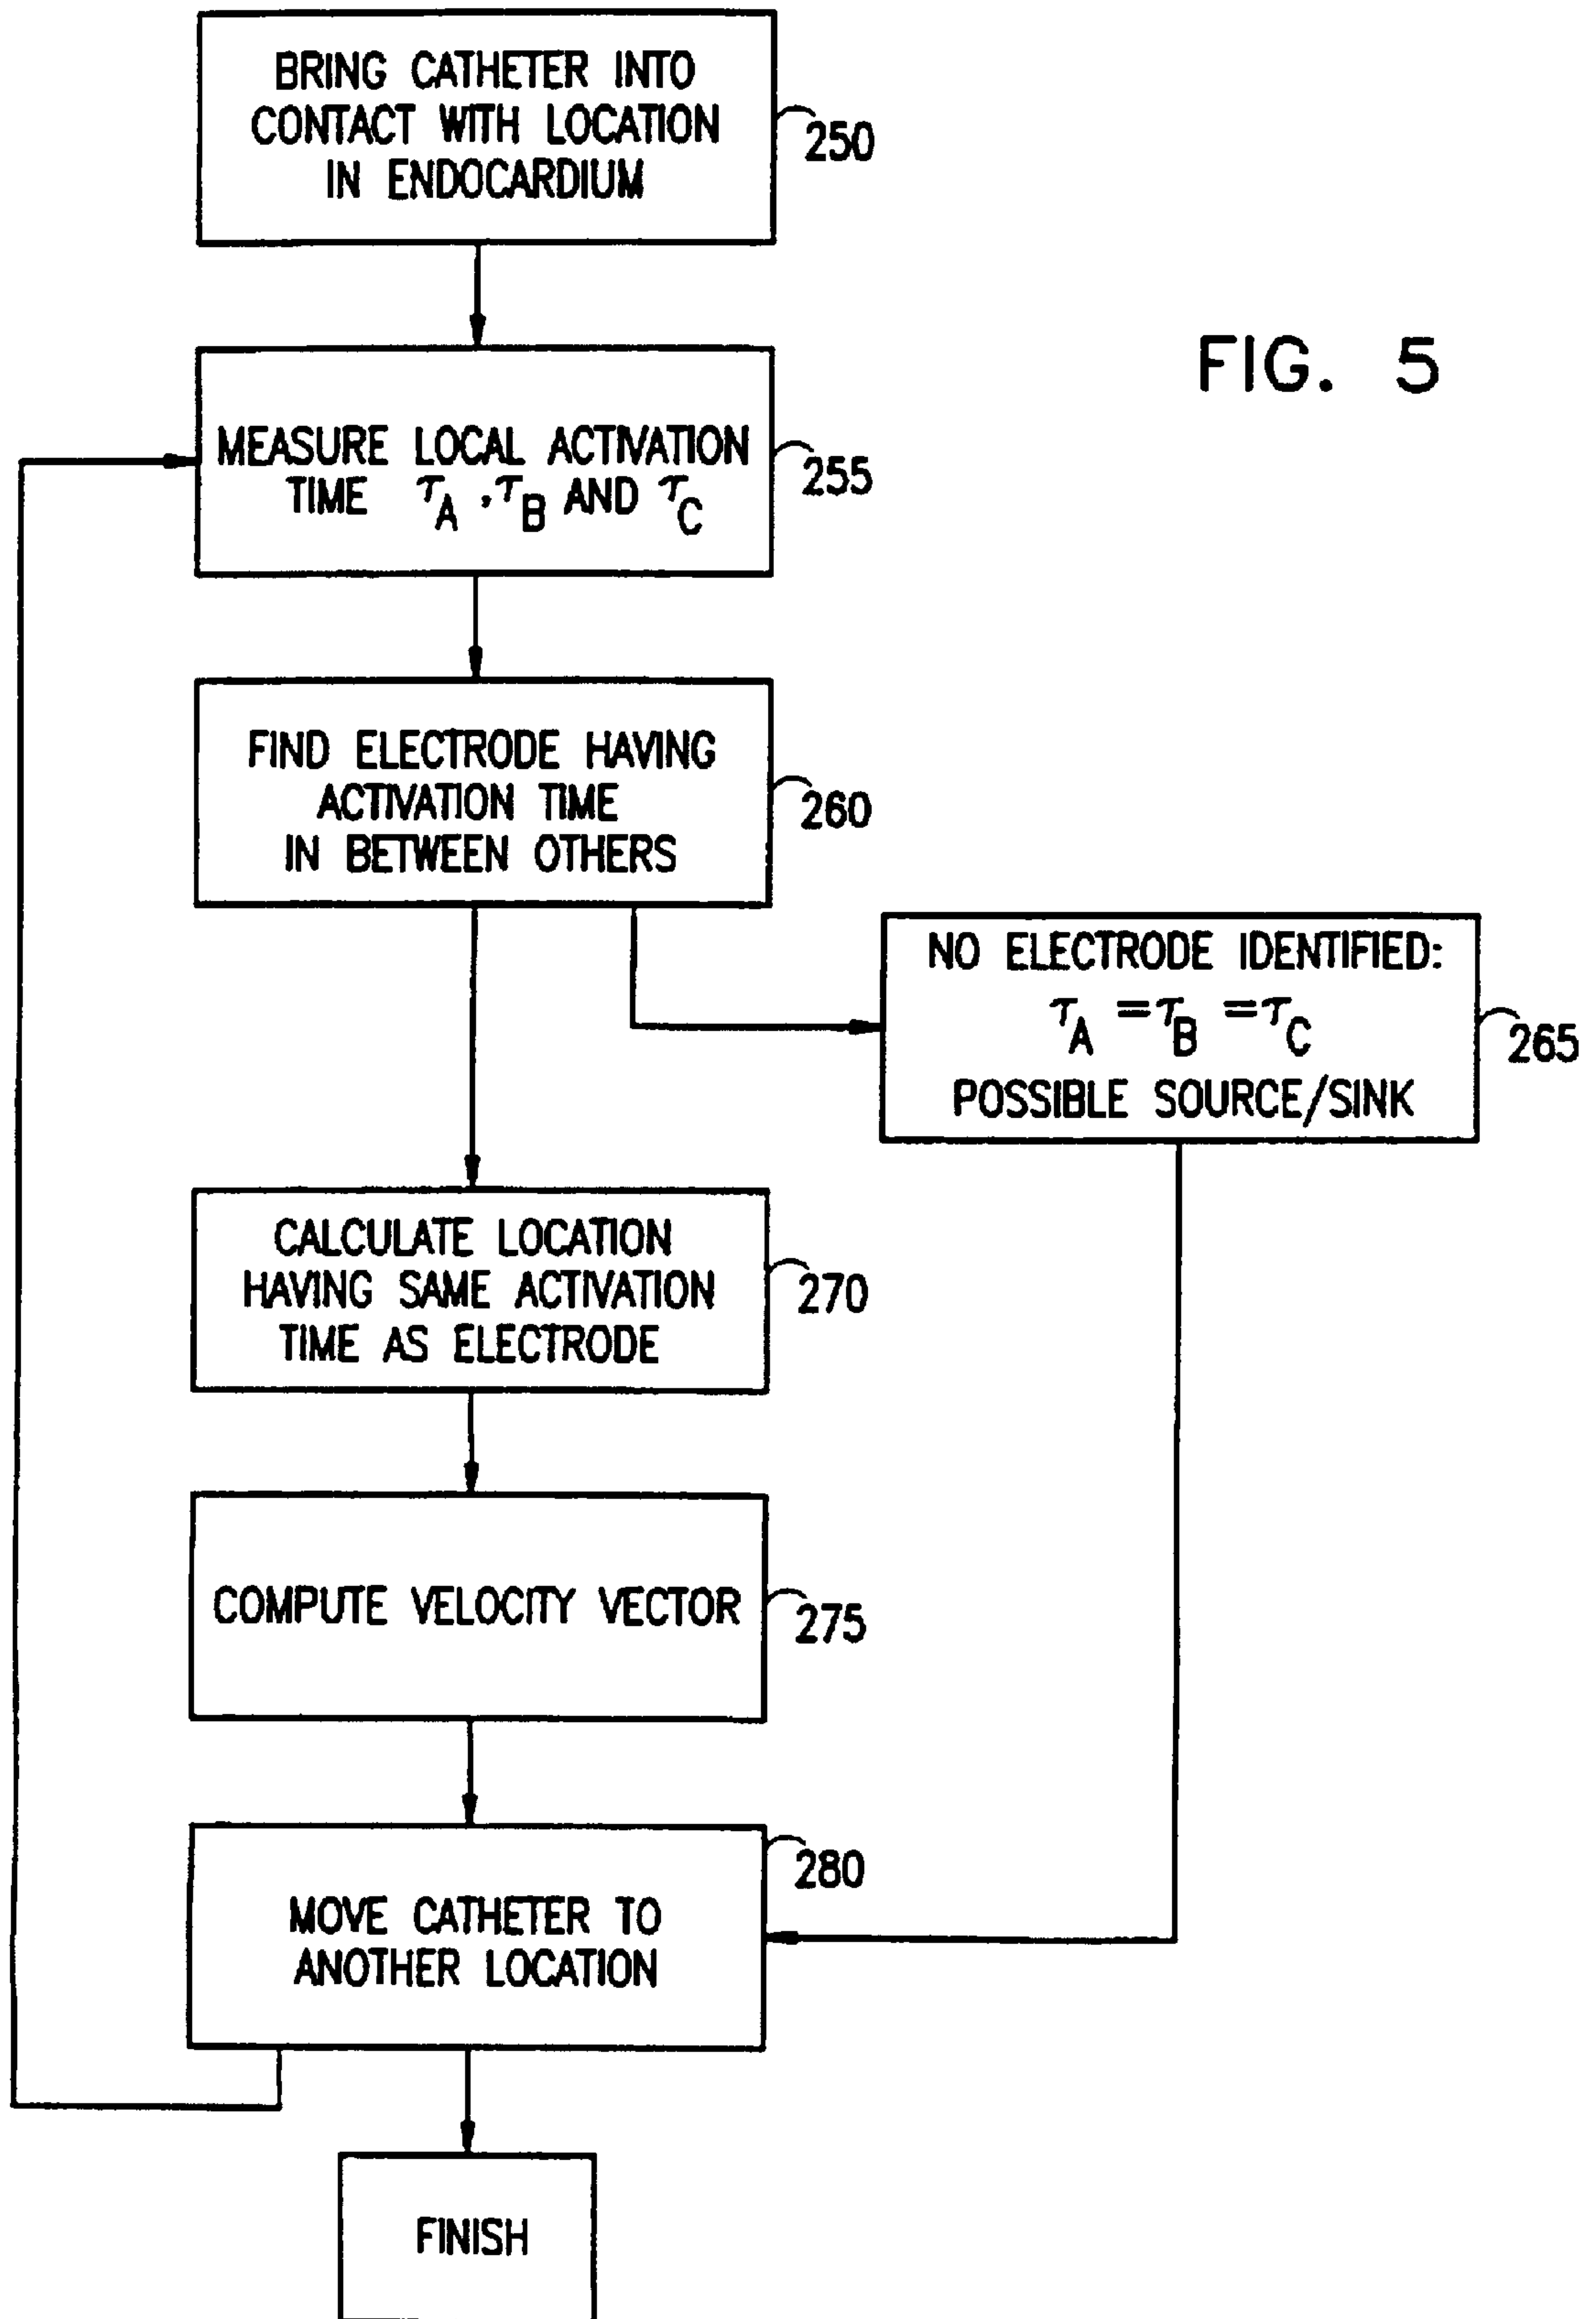 BRING CATHETER INTO
CONTACT WITH LOCATION
IN ENDOCARDIUM
250
FIG. 5
MEASURE LOCAL ACTIVATION
TIME τA, τB AND τC
255
FIND ELECTRODE HAVING
ACTIVATION TIME
IN BETWEEN OTHERS
260
NO ELECTRODE IDENTIFIED:
τA = τB = τC
POSSIBLE SOURCE/SINK
265
CALCULATE LOCATION
HAVING SAME ACTIVATION
TIME AS ELECTRODE
270
COMPUTE VELOCITY VECTOR
275
280
MOVE CATHETER TO
ANOTHER LOCATION
FINISH